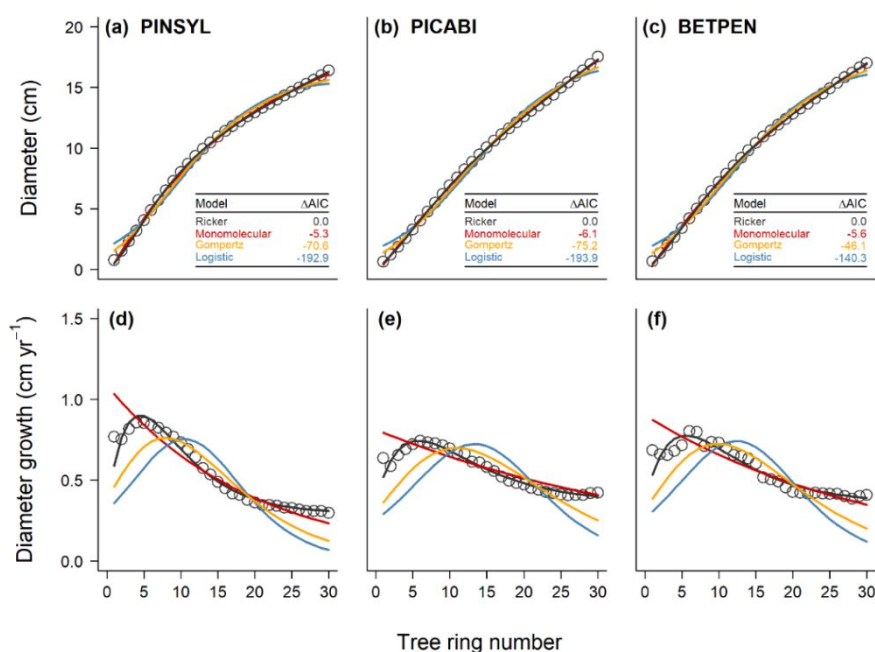 (a) PINSYL
(b) PICABI
(c) BETPEN
Diameter (cm)
20
15
10
5
0
Model ΔAIC
Ricker 0.0
Monomolecular -5.3
Gompertz -70.6
Logistic -192.9
Model ΔAIC
Ricker 0.0
Monomolecular -6.1
Gompertz -75.2
Logistic -193.9
Model ΔAIC
Ricker 0.0
Monomolecular -5.6
Gompertz -46.1
Logistic -140.3
(d)
(e)
(f)
Diameter growth (cm yr⁻¹)
1.5
1.0
0.5
0.0
0 5 10 15 20 25 30
0 5 10 15 20 25 30
0 5 10 15 20 25 30
Tree ring number